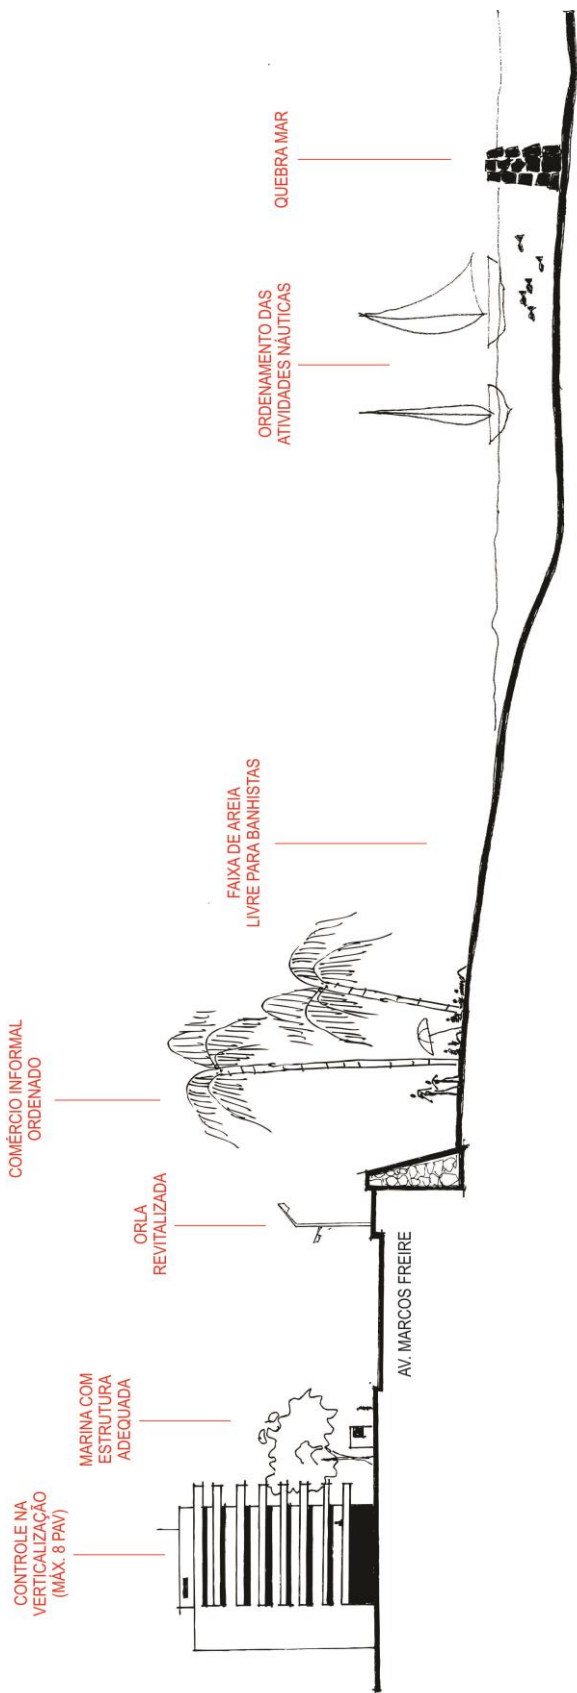 CONTROLE NA
VERTICALIZAÇÃO
(MÁX. 8 PAV)
MARINA COM
ESTRUTURA
ADEQUADA
AV. MARCOS FREIRE
ORLA
REVITALIZADA
COMÉRCIO INFORMAL
ORDENADO
FAIXA DE AREIA
LIVRE PARA BANHISTAS
ORDENAMENTO DAS
ATIVIDADES NÁUTICAS
QUEBRA MAR